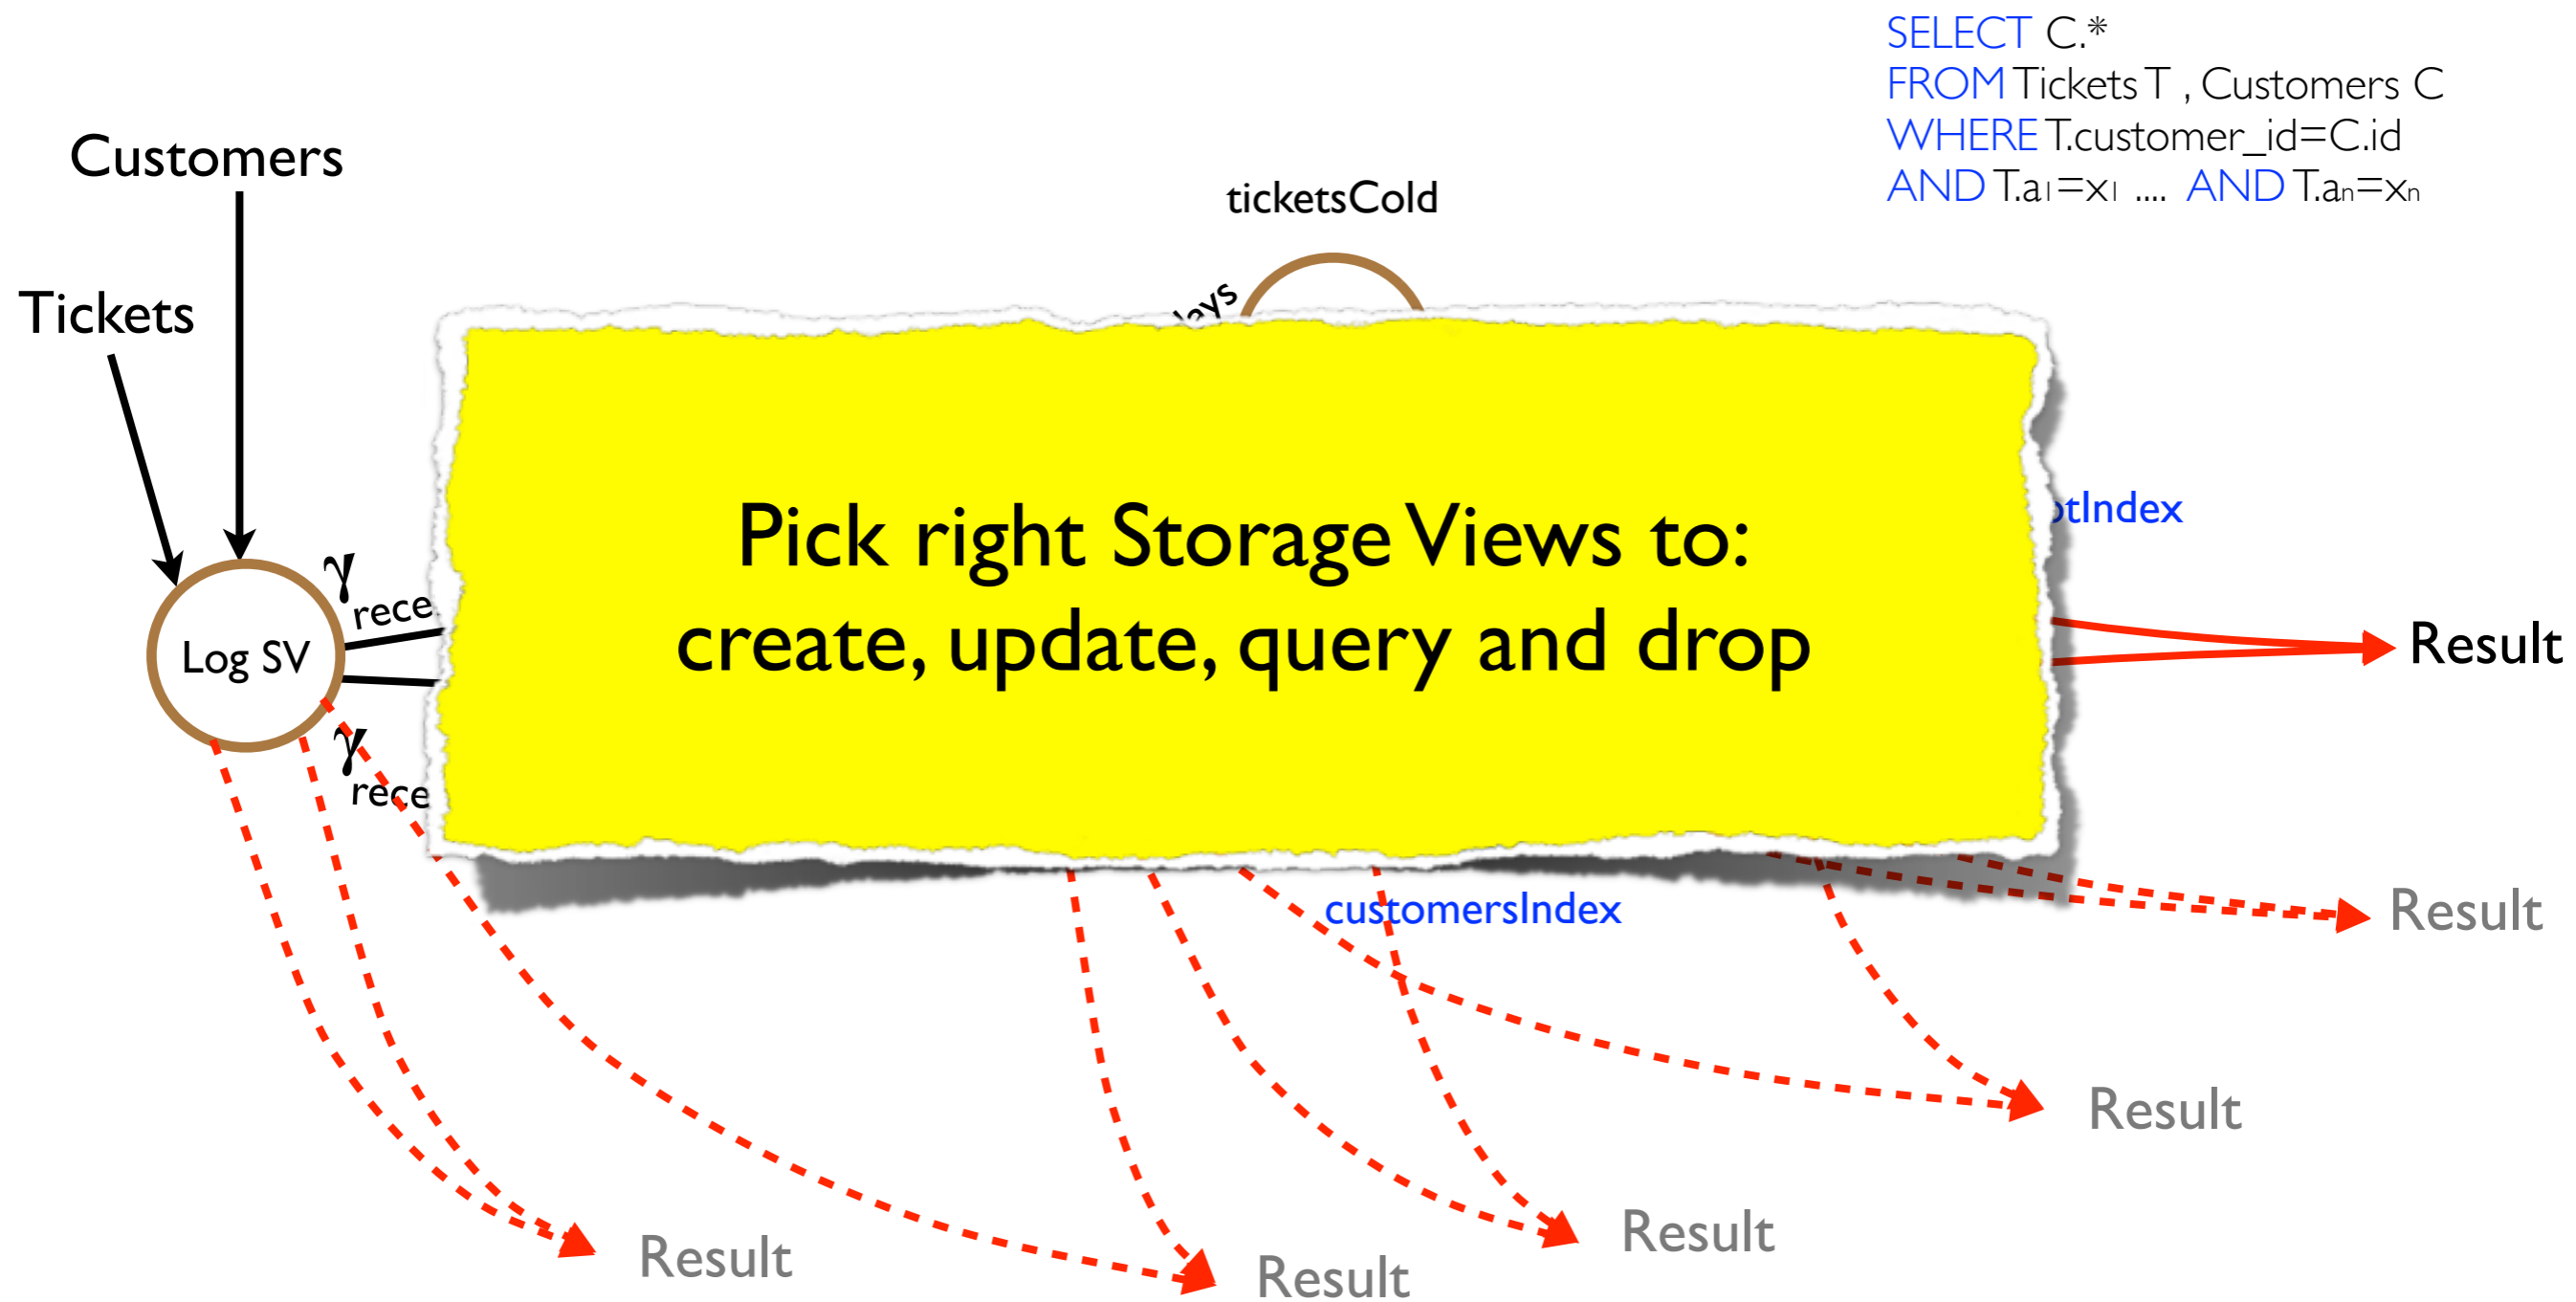 SELECT C.*
FROM Tickets T , Customers C
WHERE T.customer_id=C.id
AND T.a1=x1 .... AND T.an=xn
Customers
ticketsCold
Tickets
Pick right Storage Views to:
create, update, query and drop
γ
γ
Log SV
Result
customersIndex
Result
Result
Result
Result
Result